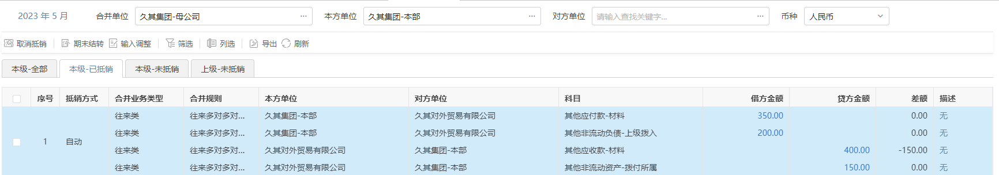 2023 年 5 月 合并单位 久其集团-母公司 ··· 本方单位 久其集团-本部 ··· 对方单位 请输入查找关键字... ··· 币种 人民币
取消抵销 期末结转 输入调整 筛选 列选 导出 刷新
本级-全部 本级-已抵销 本级-未抵销 上级-未抵销
序号 抵销方式 合并业务类型 合并规则 本方单位 对方单位 科目 借方金额 贷方金额 差额 描述
往来类 往来多对多对... 久其集团-本部 久其对外贸易有限公司 其他应付款-材料 350.00 0.00 无
往来类 往来多对多对... 久其集团-本部 久其对外贸易有限公司 其他非流动负债-上级拨入 200.00 0.00 无
1 自动
往来类 往来多对多对... 久其对外贸易有限公司 久其集团-本部 其他应收款-材料 400.00 -150.00 无
往来类 往来多对多对... 久其对外贸易有限公司 久其集团-本部 其他非流动资产-拨付所属 150.00 0.00 无